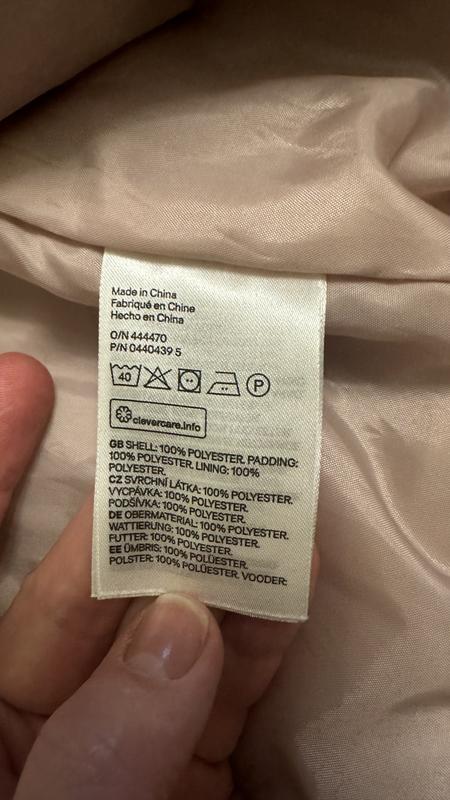 Made in China
Fabriqué en Chine
Hecho en China
O/N 444470
P/N 0440439 5
40 P
clevercare.info
GB SHELL: 100% POLYESTER. PADDING:
100% POLYESTER. LINING: 100%
POLYESTER.
CZ SVRCHNÍ LÁTKA: 100% POLYESTER.
VYCPÁVKA: 100% POLYESTER.
PODŠÍVKA: 100% POLYESTER.
DE OBERMATERIAL: 100% POLYESTER.
WATTIERUNG: 100% POLYESTER.
FUTTER: 100% POLYESTER.
EE ÜMBRIS: 100% POLÜESTER.
POLSTER: 100% POLÜESTER. VOODER: